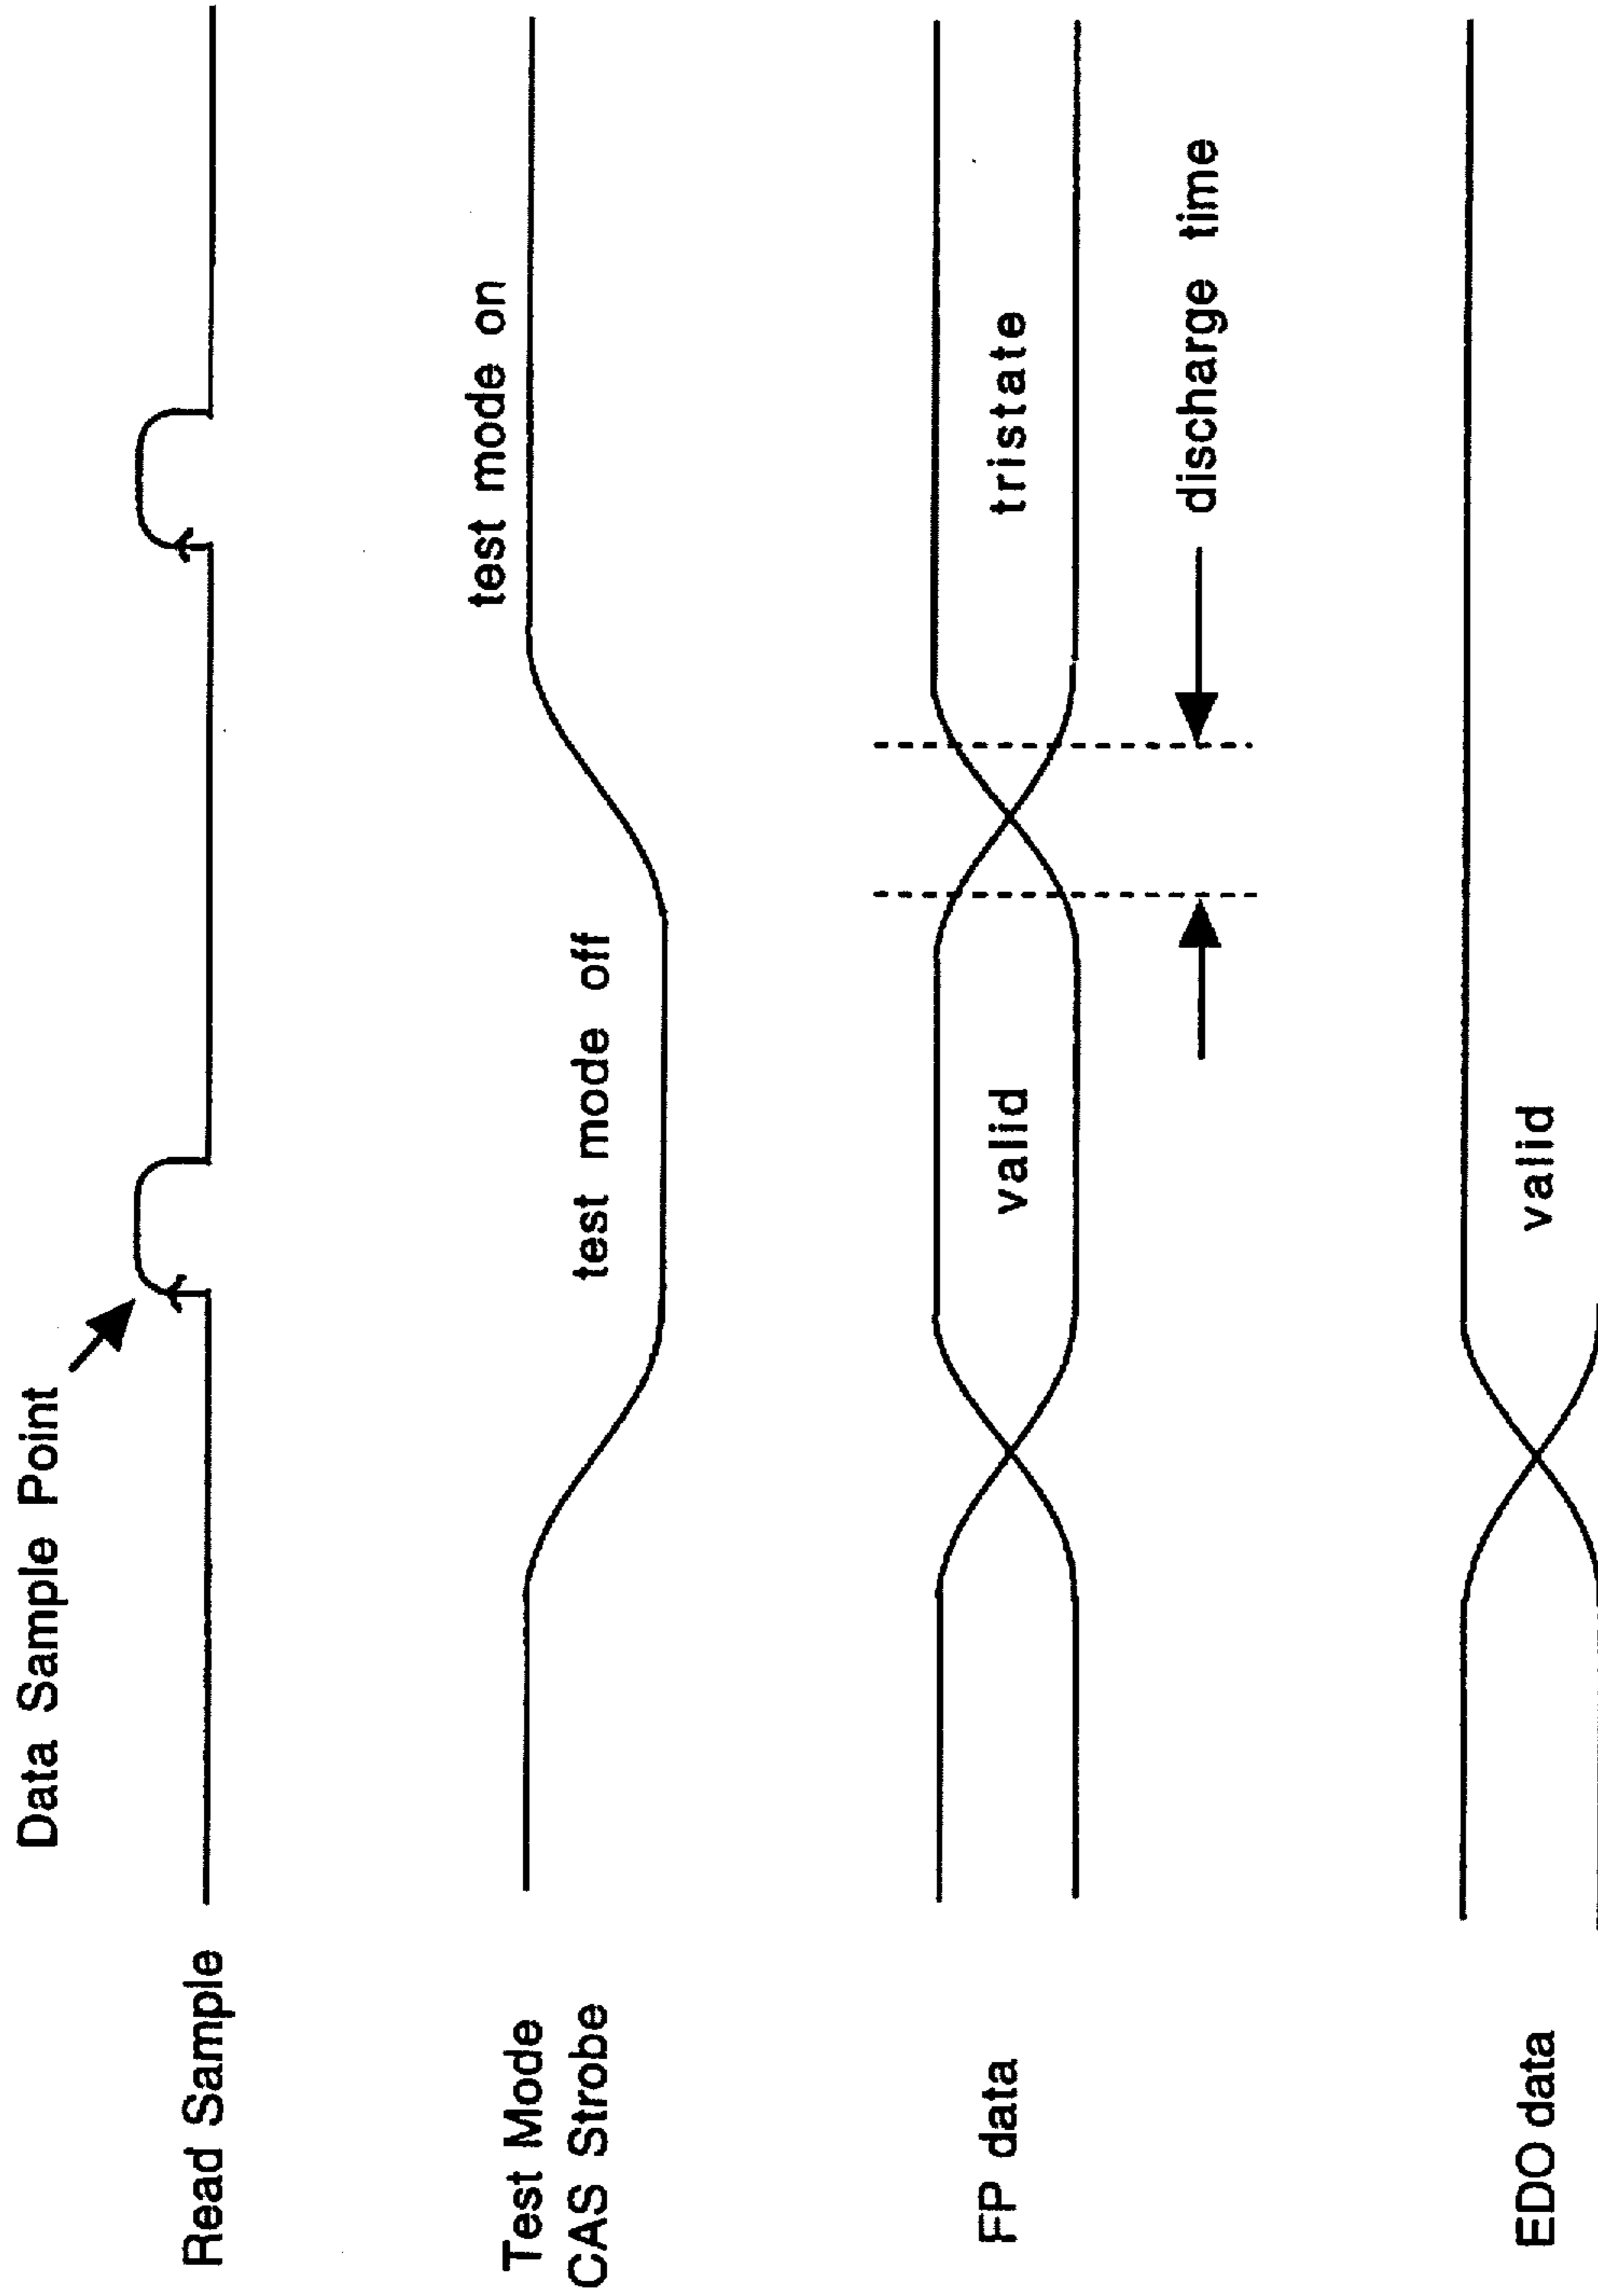 Data Sample Point
Read Sample
test mode on
Test Mode
CAS Strobe
test mode off
FP data
valid
tristate
discharge time
EDO data
valid